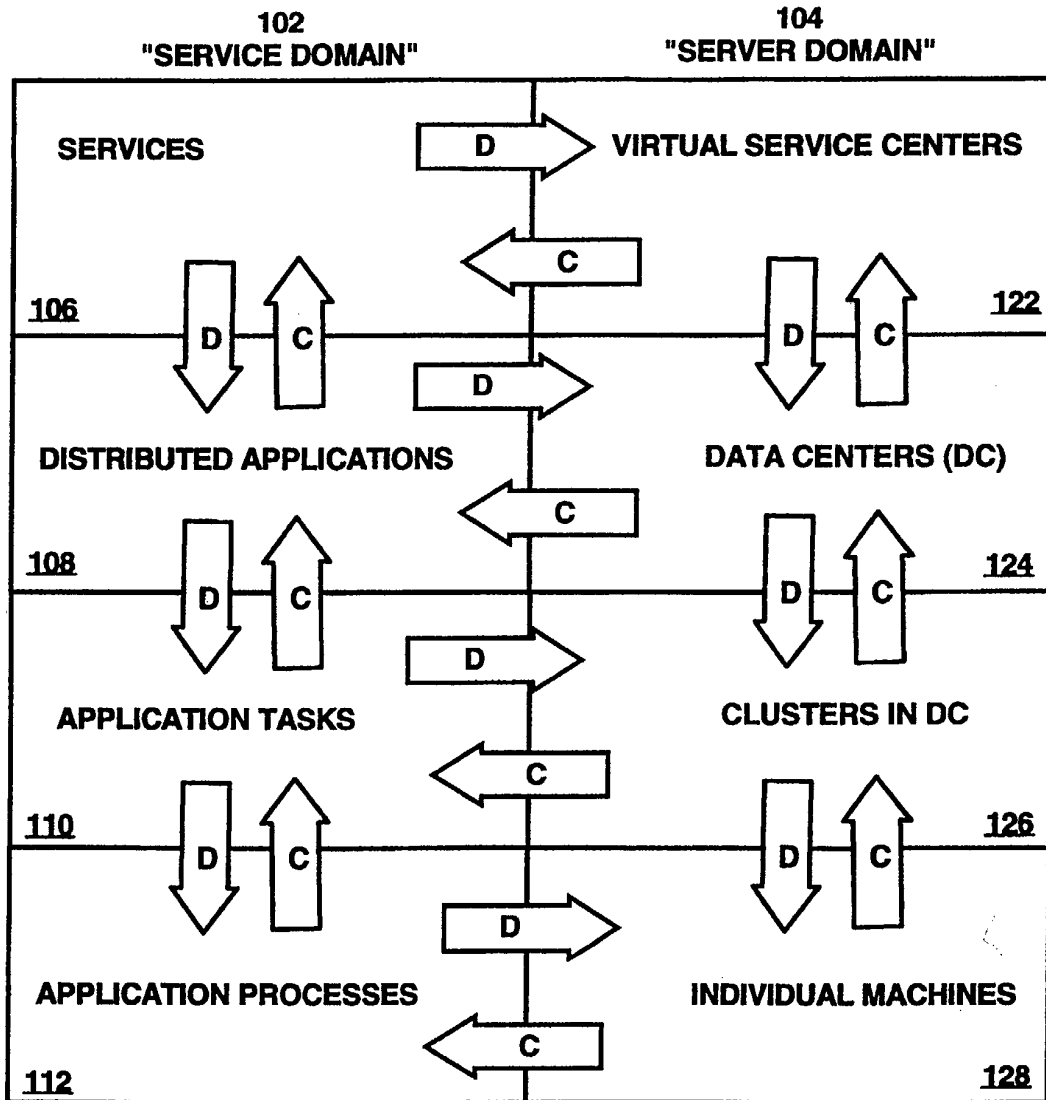 102
"SERVICE DOMAIN"
104
"SERVER DOMAIN"
SERVICES
D
VIRTUAL SERVICE CENTERS
C
106
D
C
D
C
122
D
DISTRIBUTED APPLICATIONS
DATA CENTERS (DC)
C
108
D
C
D
C
124
D
APPLICATION TASKS
CLUSTERS IN DC
C
110
D
C
D
C
126
D
APPLICATION PROCESSES
INDIVIDUAL MACHINES
C
112
128